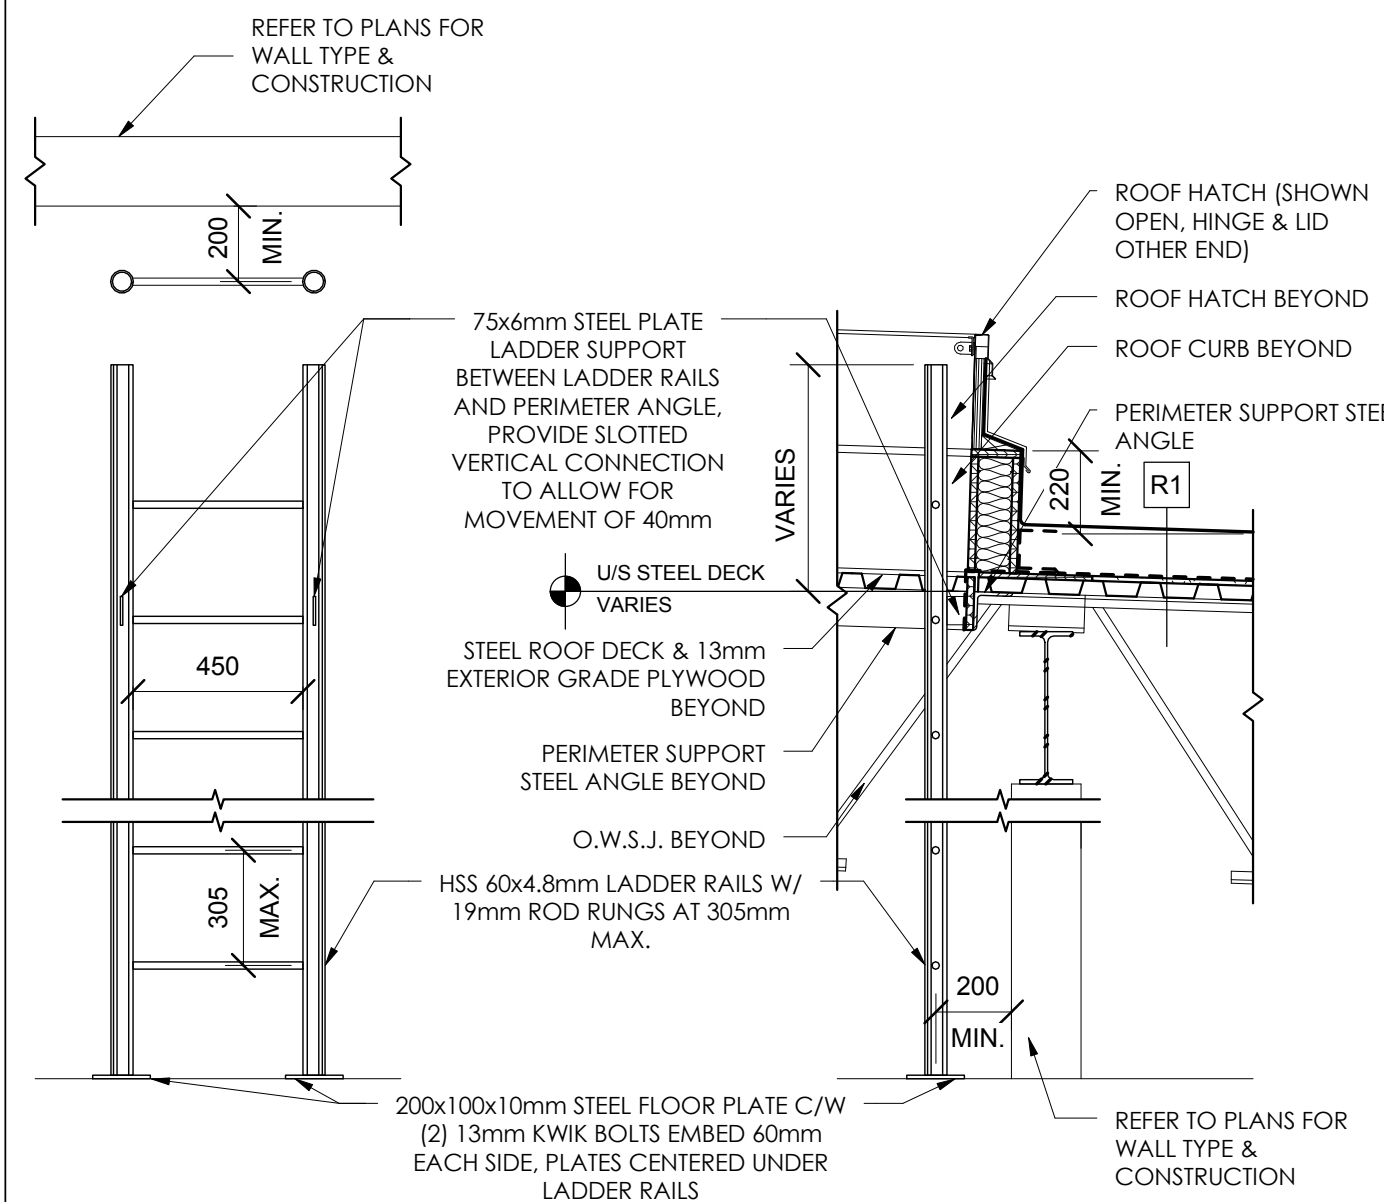 REFER TO PLANS FOR
WALL TYPE &
CONSTRUCTION
200
MIN.
75x6mm STEEL PLATE
LADDER SUPPORT
BETWEEN LADDER RAILS
AND PERIMETER ANGLE,
PROVIDE SLOTTED
VERTICAL CONNECTION
TO ALLOW FOR
MOVEMENT OF 40mm
ROOF HATCH (SHOWN
OPEN, HINGE & LID
OTHER END)
ROOF HATCH BEYOND
ROOF CURB BEYOND
PERIMETER SUPPORT STEE
ANGLE
VARIES
220
MIN.
R1
U/S STEEL DECK
VARIES
STEEL ROOF DECK & 13mm
EXTERIOR GRADE PLYWOOD
BEYOND
450
PERIMETER SUPPORT
STEEL ANGLE BEYOND
O.W.S.J. BEYOND
305
MAX.
HSS 60x4.8mm LADDER RAILS W/
19mm ROD RUNGS AT 305mm
MAX.
200
MIN.
200x100x10mm STEEL FLOOR PLATE C/W
(2) 13mm KWIK BOLTS EMBED 60mm
EACH SIDE, PLATES CENTERED UNDER
LADDER RAILS
REFER TO PLANS FOR
WALL TYPE &
CONSTRUCTION